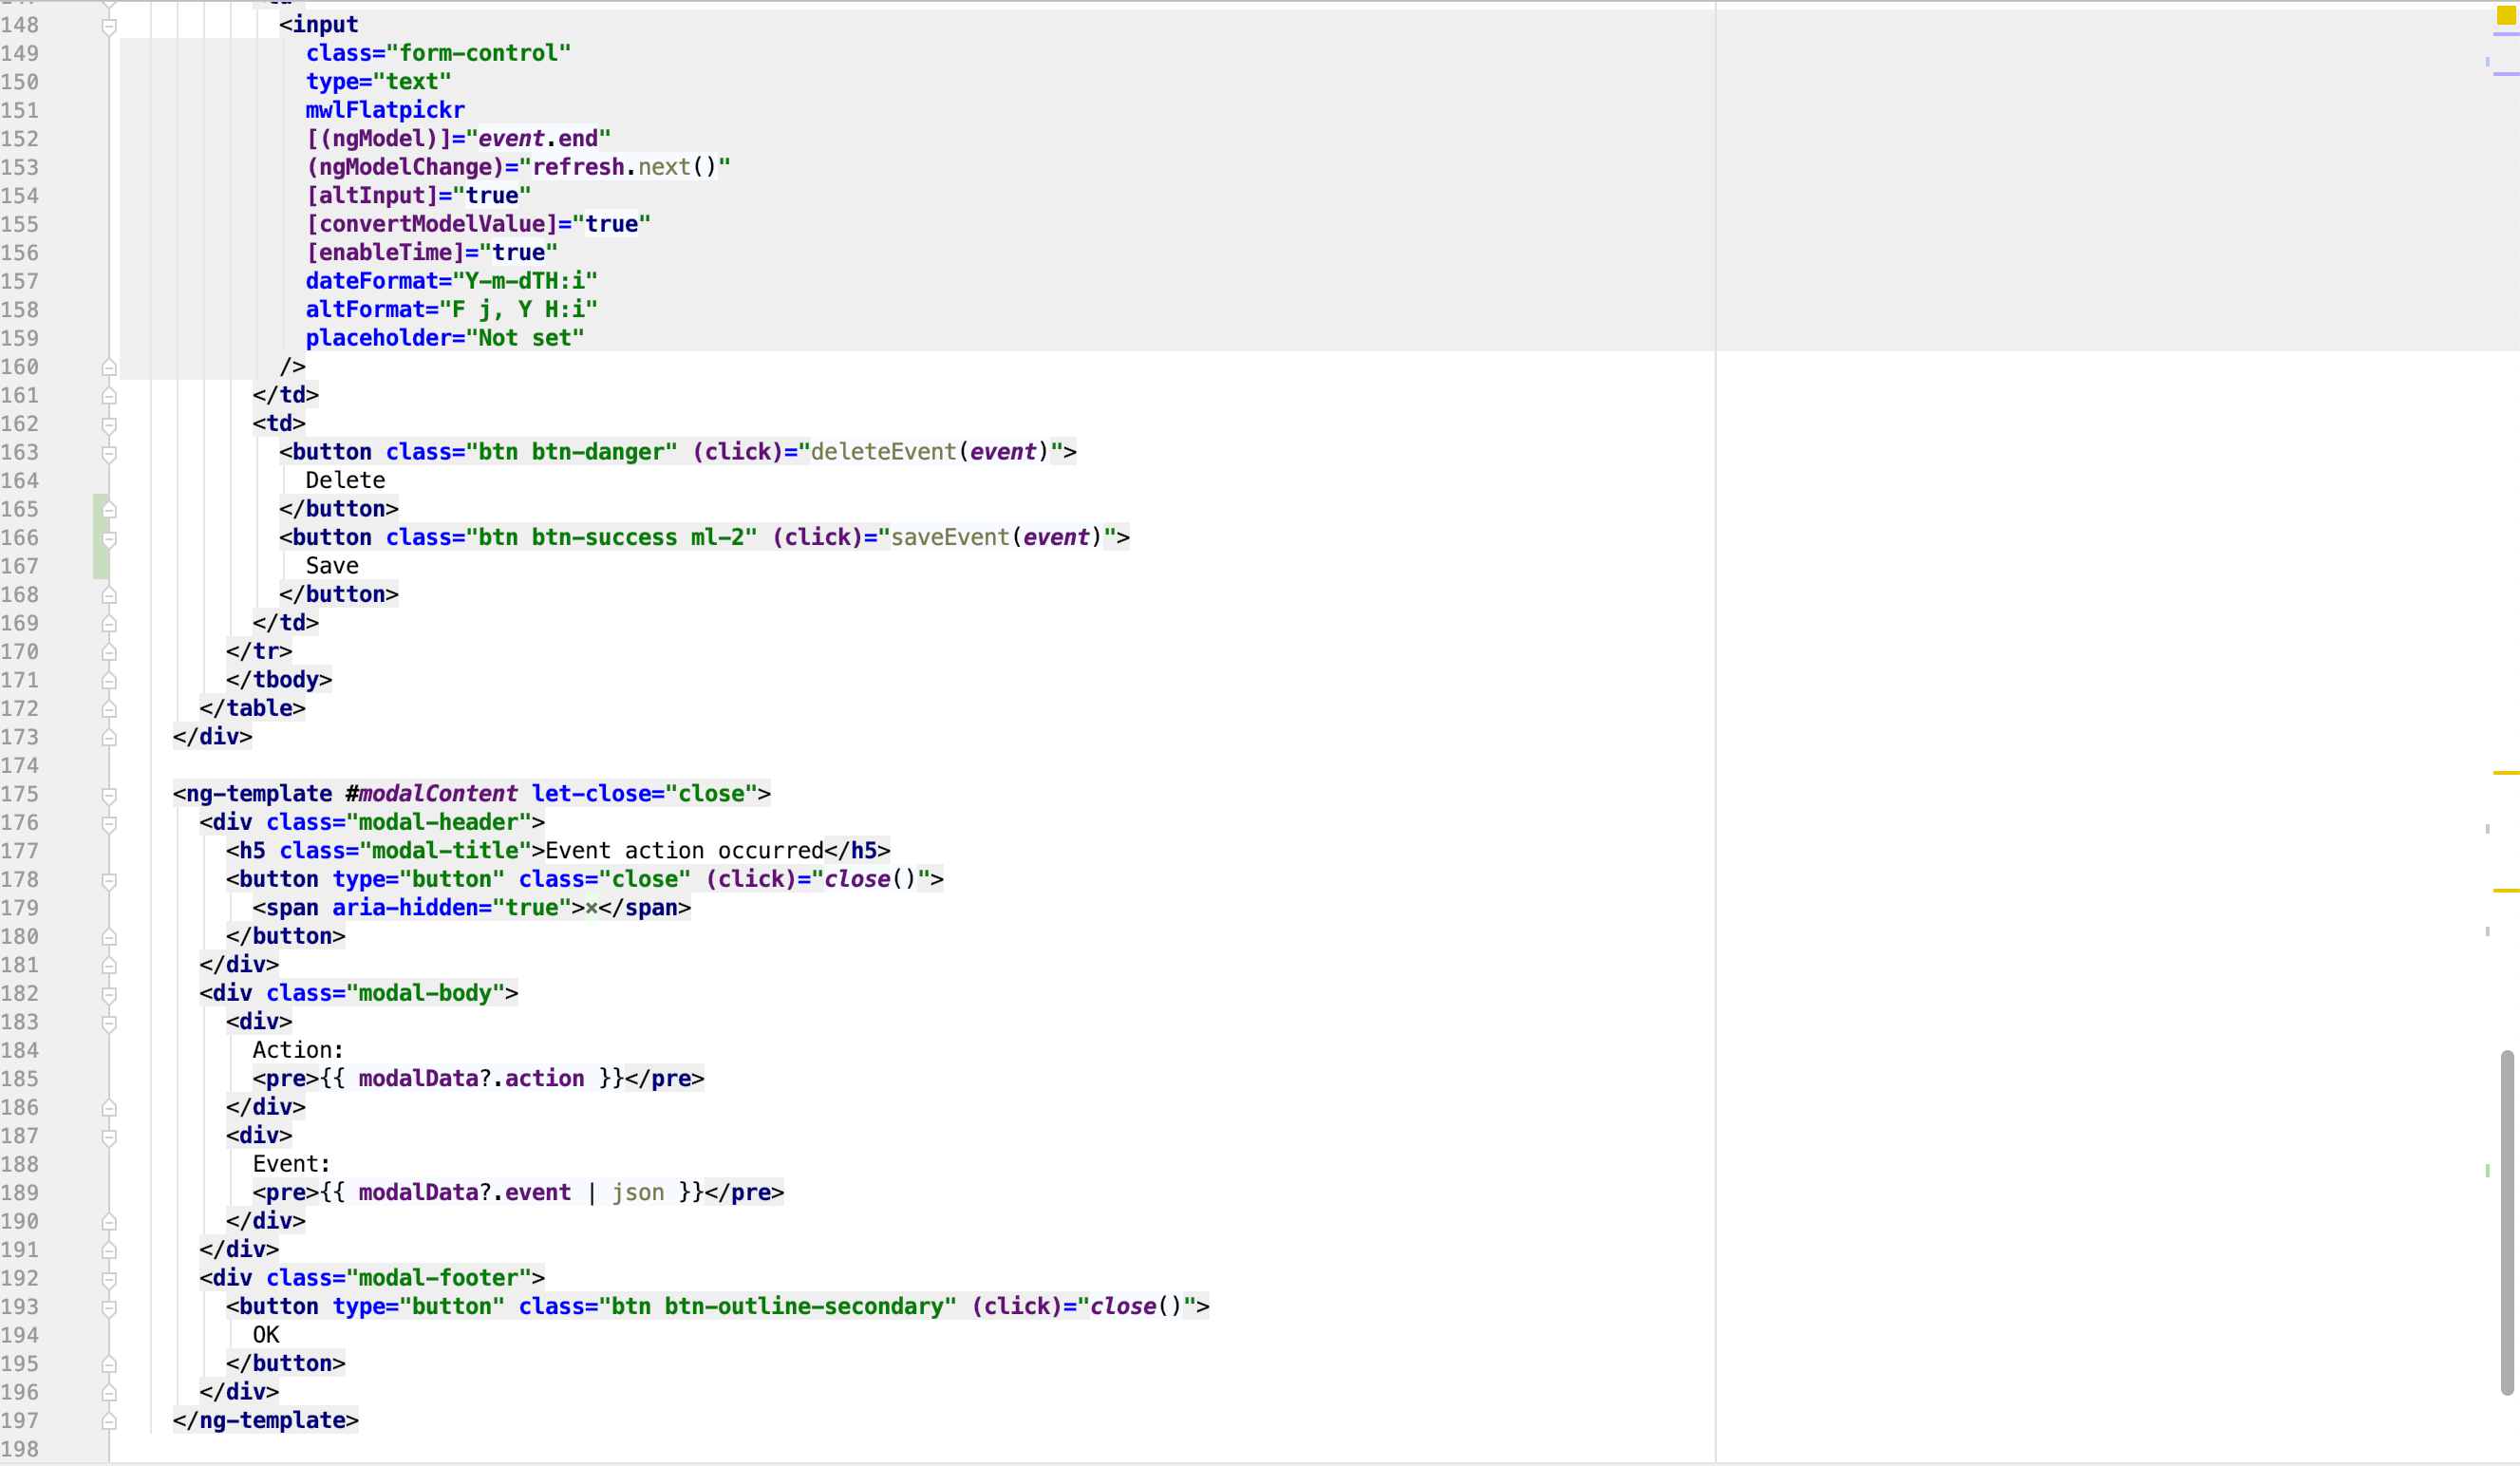 148 <input
149 class="form-control"
150 type="text"
151 mwlFlatpickr
152 [(ngModel)]="event.end"
153 (ngModelChange)="refresh.next()"
154 [altInput]="true"
155 [convertModelValue]="true"
156 [enableTime]="true"
157 dateFormat="Y-m-dTH:i"
158 altFormat="F j, Y H:i"
159 placeholder="Not set"
160 />
161 </td>
162 <td>
163 <button class="btn btn-danger" (click)="deleteEvent(event)">
164 Delete
165 </button>
166 <button class="btn btn-success ml-2" (click)="saveEvent(event)">
167 Save
168 </button>
169 </td>
170 </tr>
171 </tbody>
172 </table>
173 </div>
174
175 <ng-template #modalContent let-close="close">
176 <div class="modal-header">
177 <h5 class="modal-title">Event action occurred</h5>
178 <button type="button" class="close" (click)="close()">
179 <span aria-hidden="true">×</span>
180 </button>
181 </div>
182 <div class="modal-body">
183 <div>
184 Action:
185 <pre>{{ modalData?.action }}</pre>
186 </div>
187 <div>
188 Event:
189 <pre>{{ modalData?.event | json }}</pre>
190 </div>
191 </div>
192 <div class="modal-footer">
193 <button type="button" class="btn btn-outline-secondary" (click)="close()">
194 OK
195 </button>
196 </div>
197 </ng-template>
198